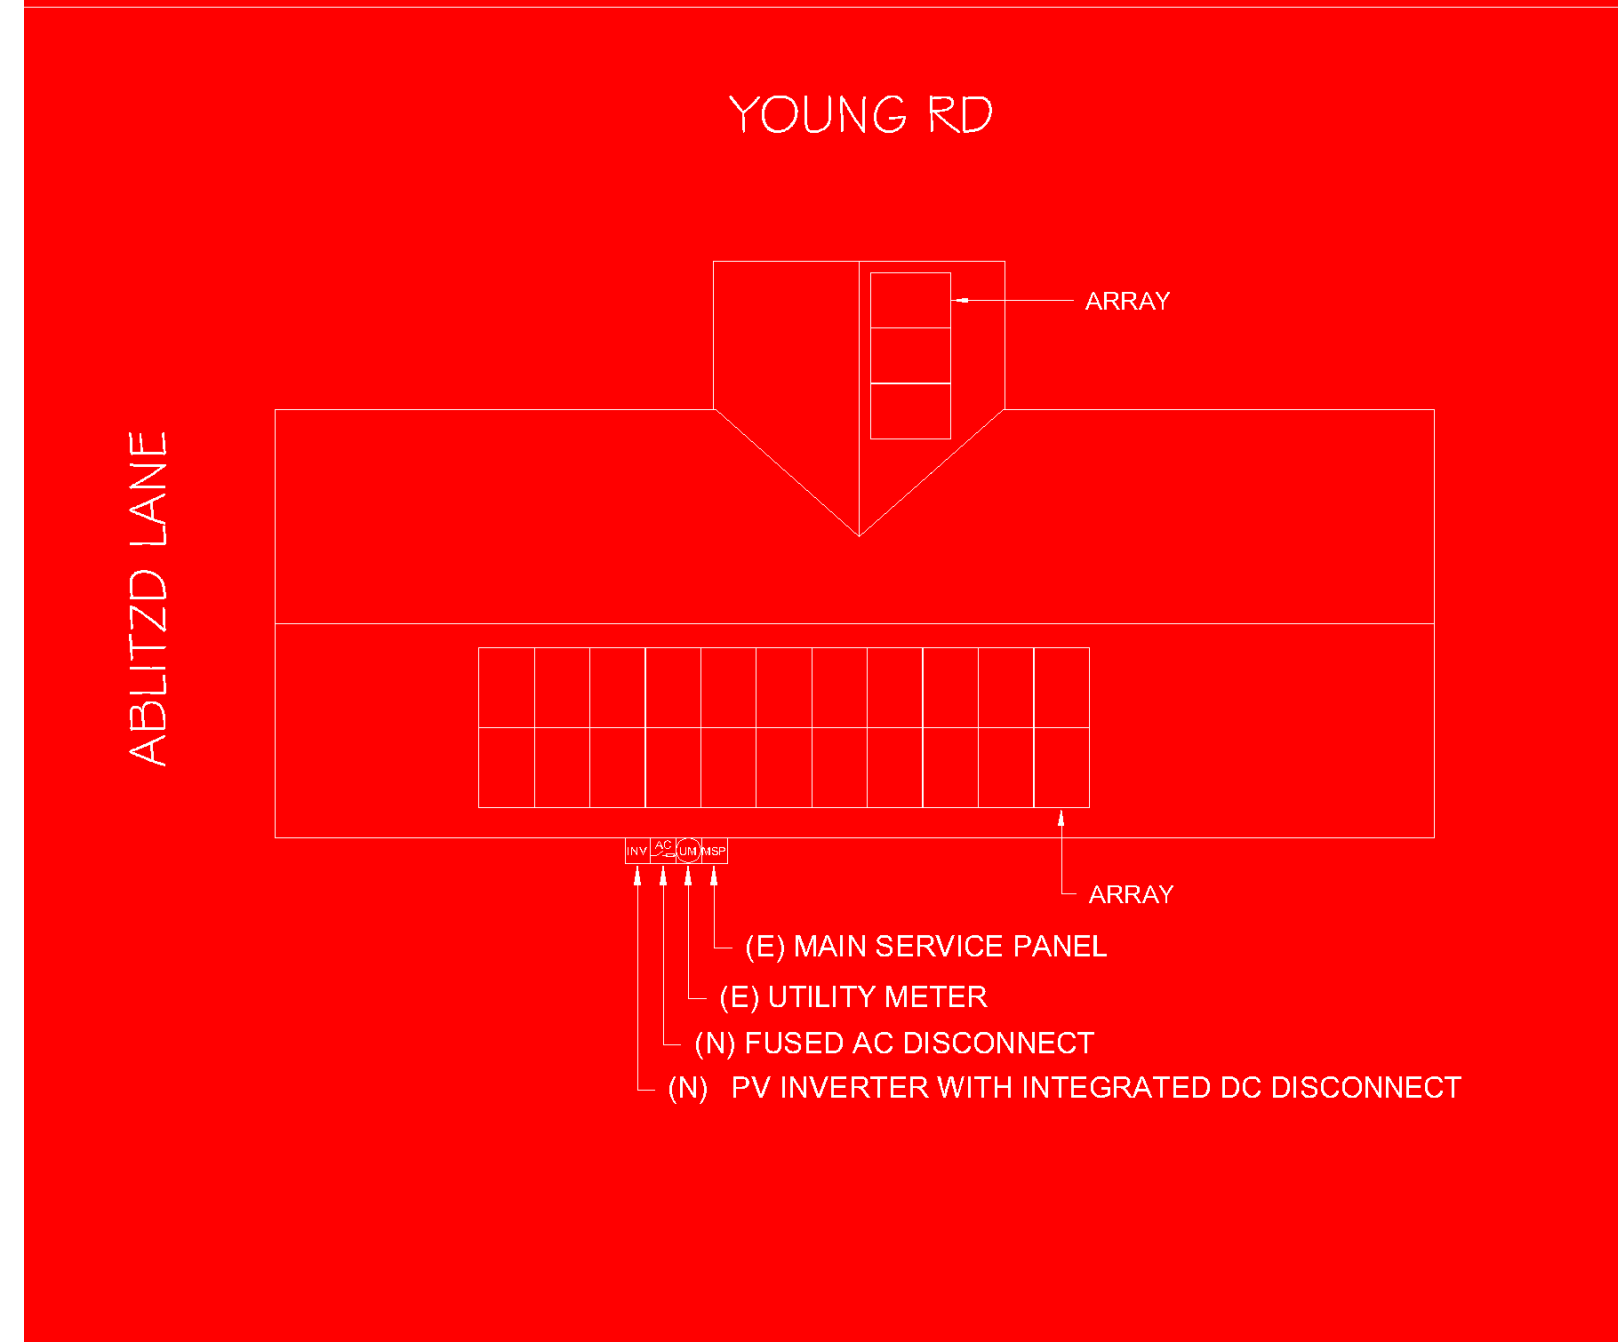 YOUNG RD
ARRAY
ABLITZD LANE
INV
AC
UM
MSP
ARRAY
(E) MAIN SERVICE PANEL
(E) UTILITY METER
(N) FUSED AC DISCONNECT
(N) PV INVERTER WITH INTEGRATED DC DISCONNECT